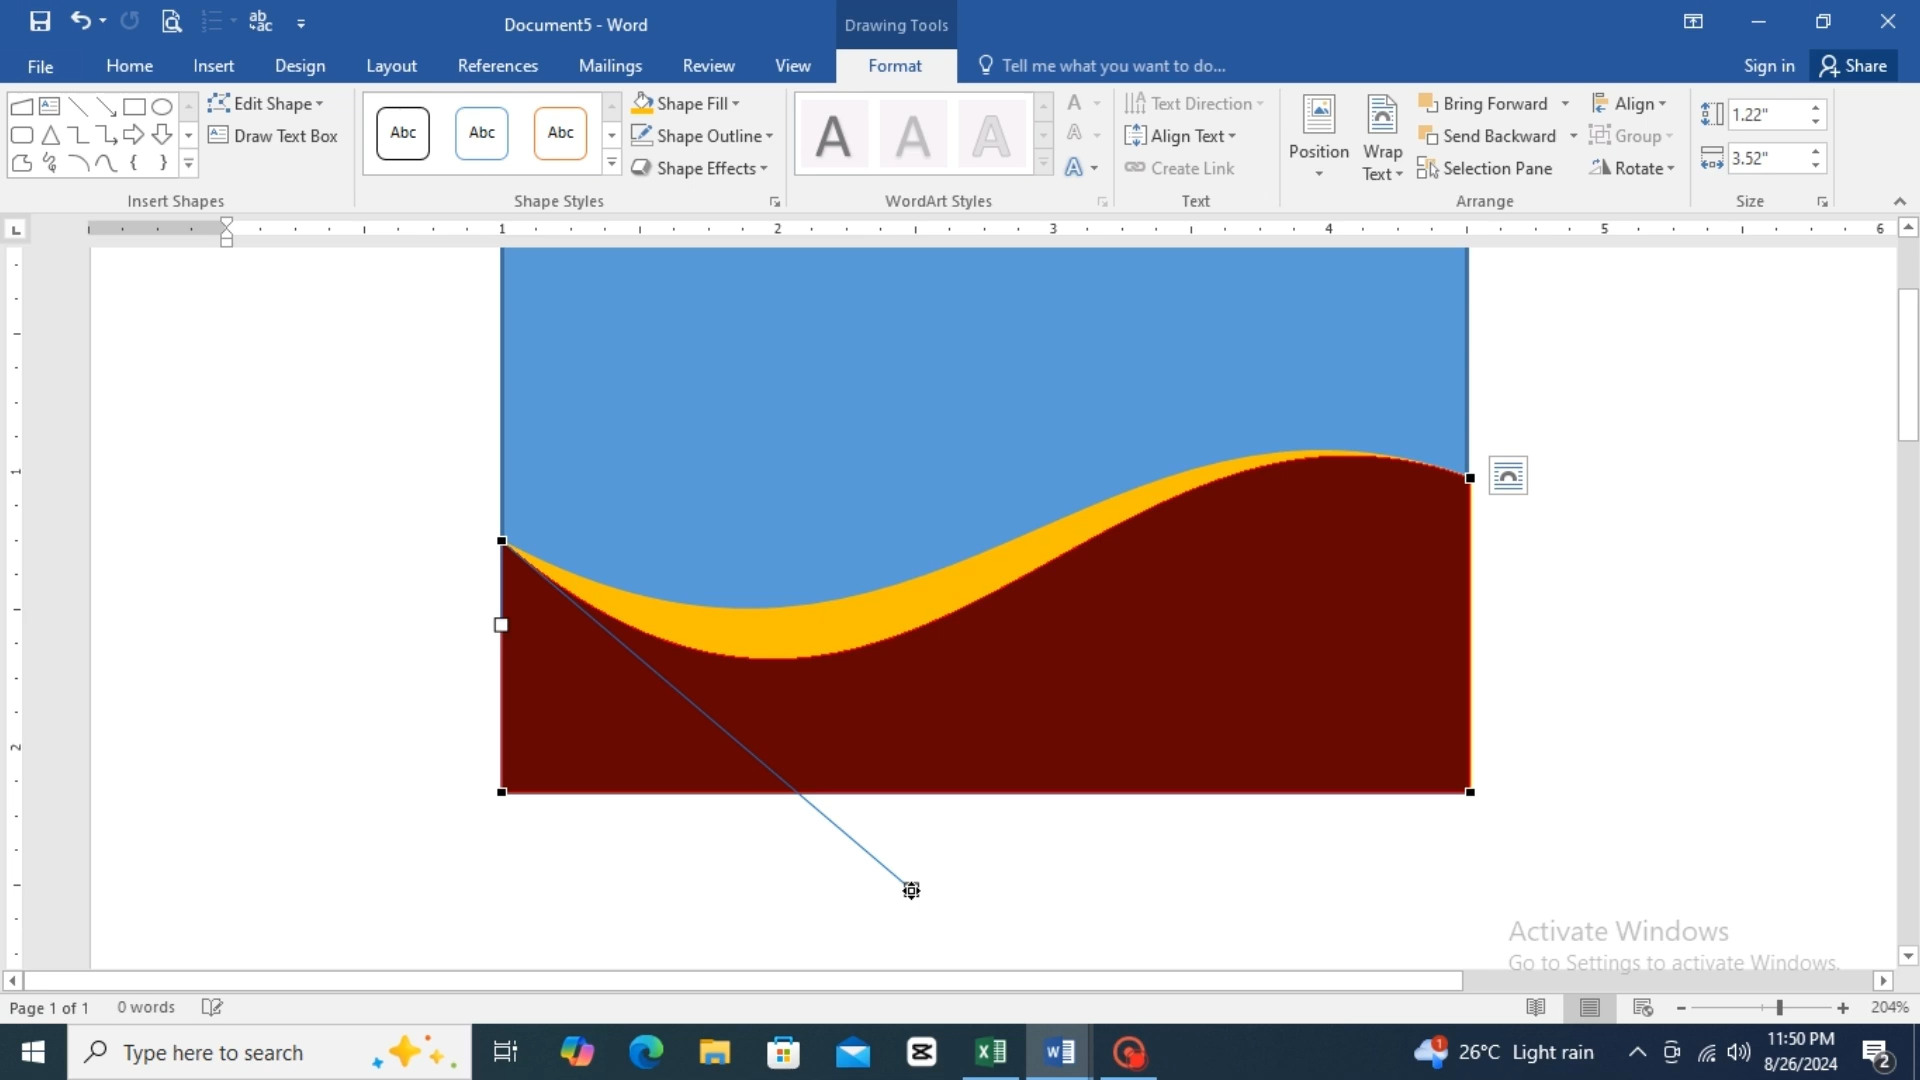 Document5 - Word
Drawing Tools
File Home Insert Design Layout References Mailings Review View Format Tell me what you want to do... Sign in Share
Edit Shape
Draw Text Box
Insert Shapes
Abc Abc Abc
Shape Fill
Shape Outline
Shape Effects
Shape Styles
A A A
WordArt Styles
Text Direction
Align Text
Create Link
Text
Position
Wrap
Text
Bring Forward
Send Backward
Selection Pane
Align
Group
Rotate
Arrange
1.22"
3.52"
Size
1 2 3 4 5 6
1
2
Activate Windows
Go to Settings to activate Windows.
Page 1 of 1 0 words 204%
Type here to search
26°C Light rain
11:50 PM
8/26/2024
2